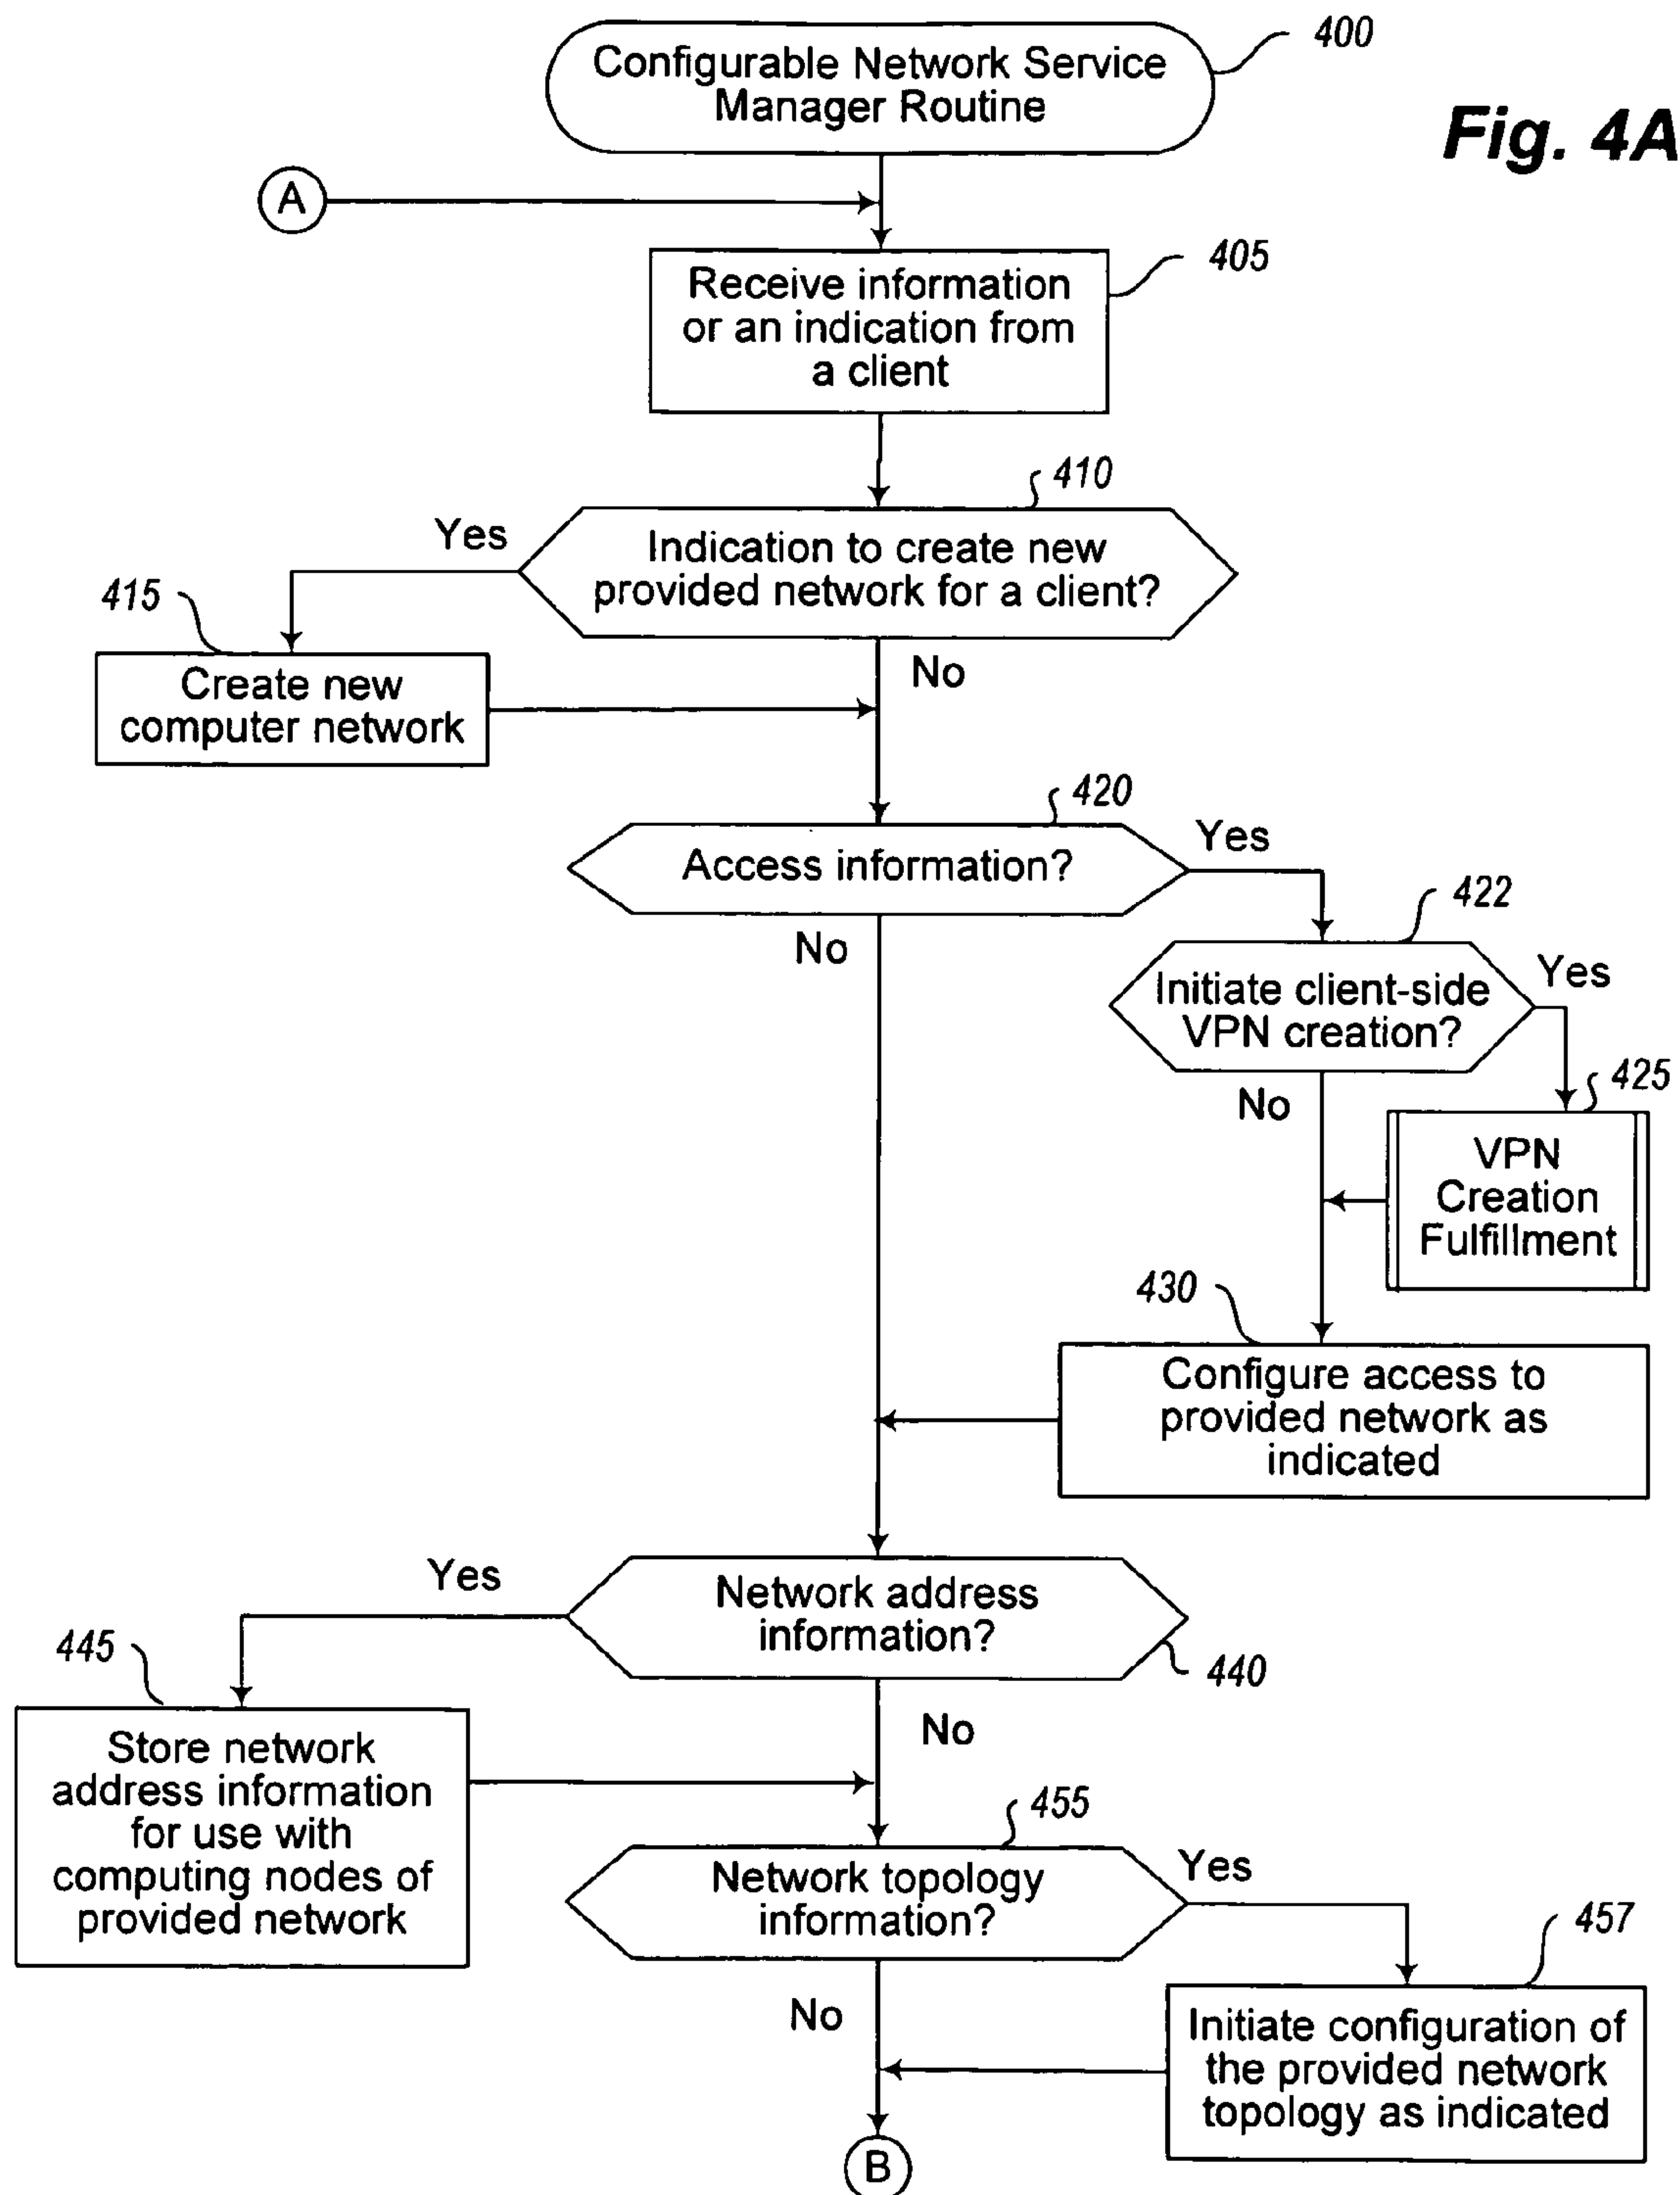 400
Configurable Network Service
Manager Routine
Fig. 4A
A
405
Receive information
or an indication from
a client
410
Yes
Indication to create new
provided network for a client?
415
No
Create new
computer network
420
Yes
Access information?
422
No
Initiate client-side
VPN creation?
Yes
425
No
VPN
Creation
Fulfillment
430
Configure access to
provided network as
indicated
Yes
Network address
information?
445
440
No
Store network
address information
for use with
computing nodes of
provided network
455
Yes
Network topology
information?
457
No
Initiate configuration of
the provided network
topology as indicated
B